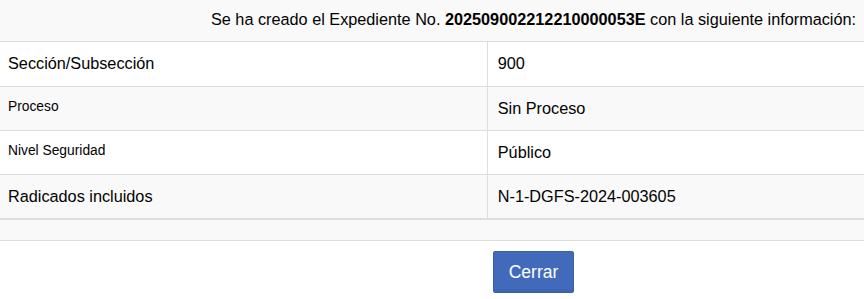 Se ha creado el Expediente No. 202509002212210000053E con la siguiente información:
Sección/Subsección 900
Proceso Sin Proceso
Nivel Seguridad Público
Radicados incluidos N-1-DGFS-2024-003605
Cerrar